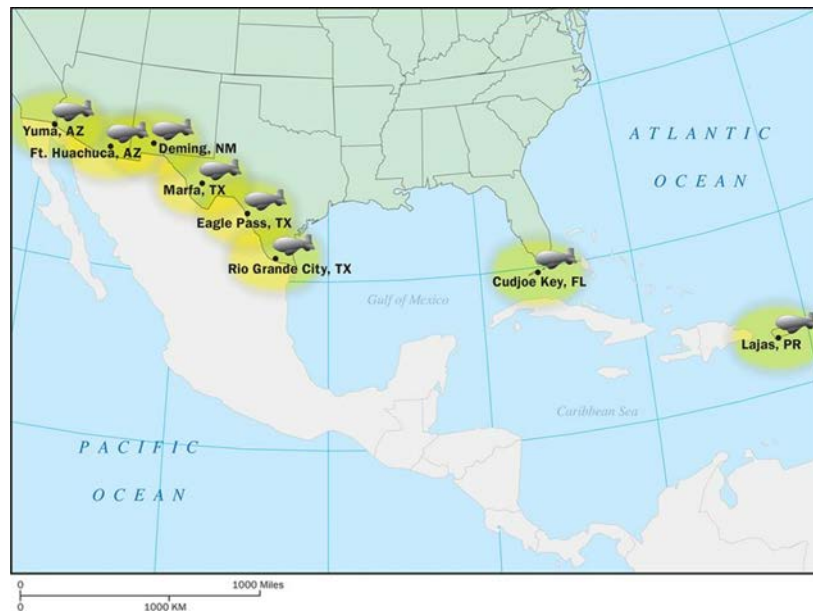 ATLANTIC
OCEAN
Yuma, AZ
Ft. Huachuca, AZ
Deming, NM
Marfa, TX
Eagle Pass, TX
Rio Grande City, TX
Cudjoe Key, FL
Gulf of Mexico
Lajas, PR
Caribbean Sea
PACIFIC
OCEAN
0 1000 Miles
0 1000 KM